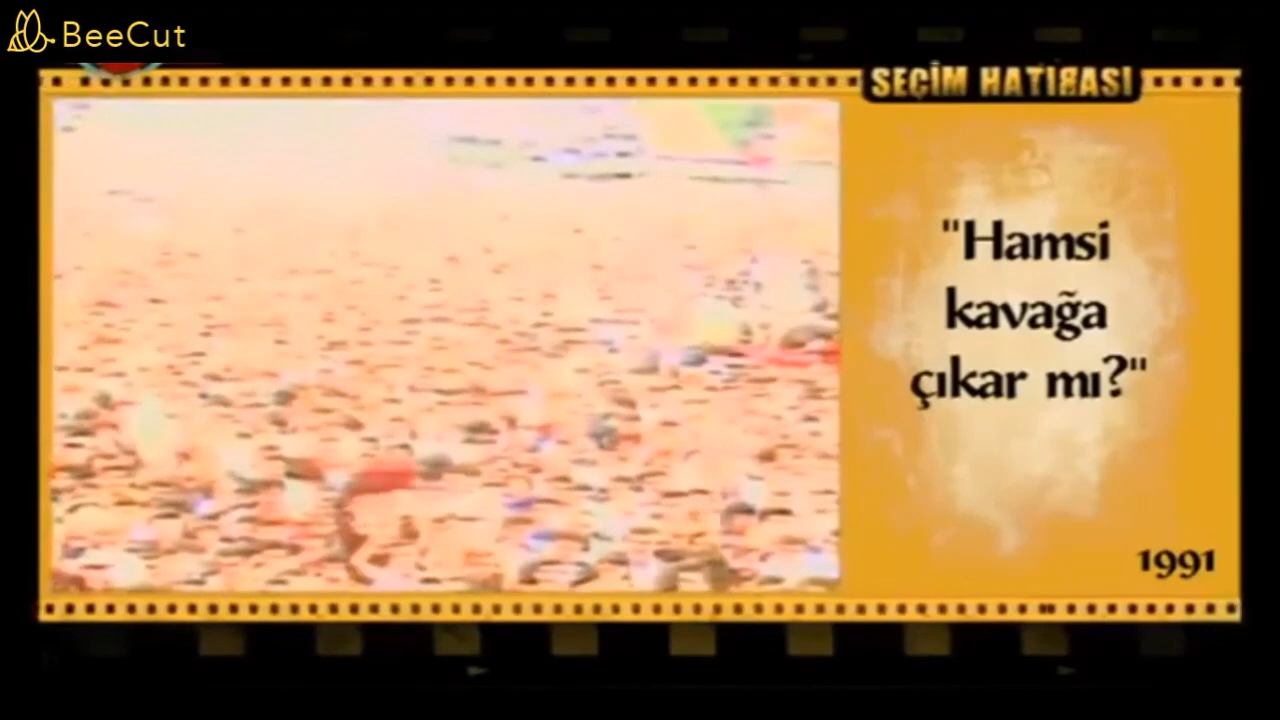 BeeCut
SEÇİM HATIRASI
"Hamsi
kavağa
çıkar mı?"
1991